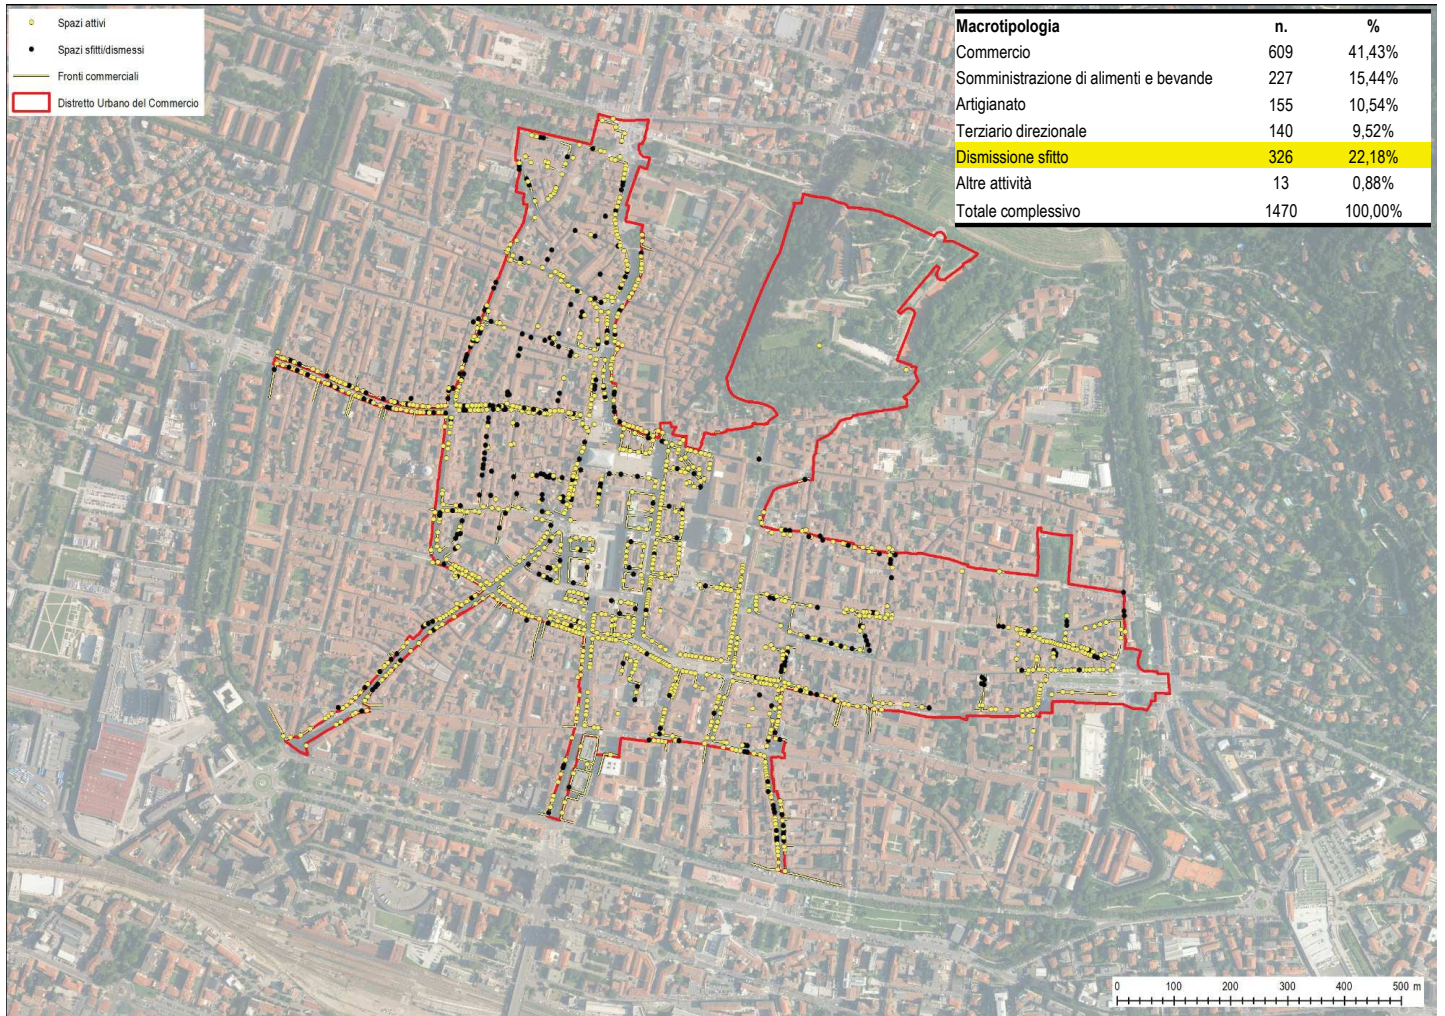 Spazi attivi
Spazi sfitti/dismessi
Fronti commerciali
Distretto Urbano del Commercio
Macrotipologia n. %
Commercio 609 41,43%
Somministrazione di alimenti e bevande 227 15,44%
Artigianato 155 10,54%
Terziario direzionale 140 9,52%
Dismissione sfitto 326 22,18%
Altre attività 13 0,88%
Totale complessivo 1470 100,00%
0 100 200 300 400 500 m